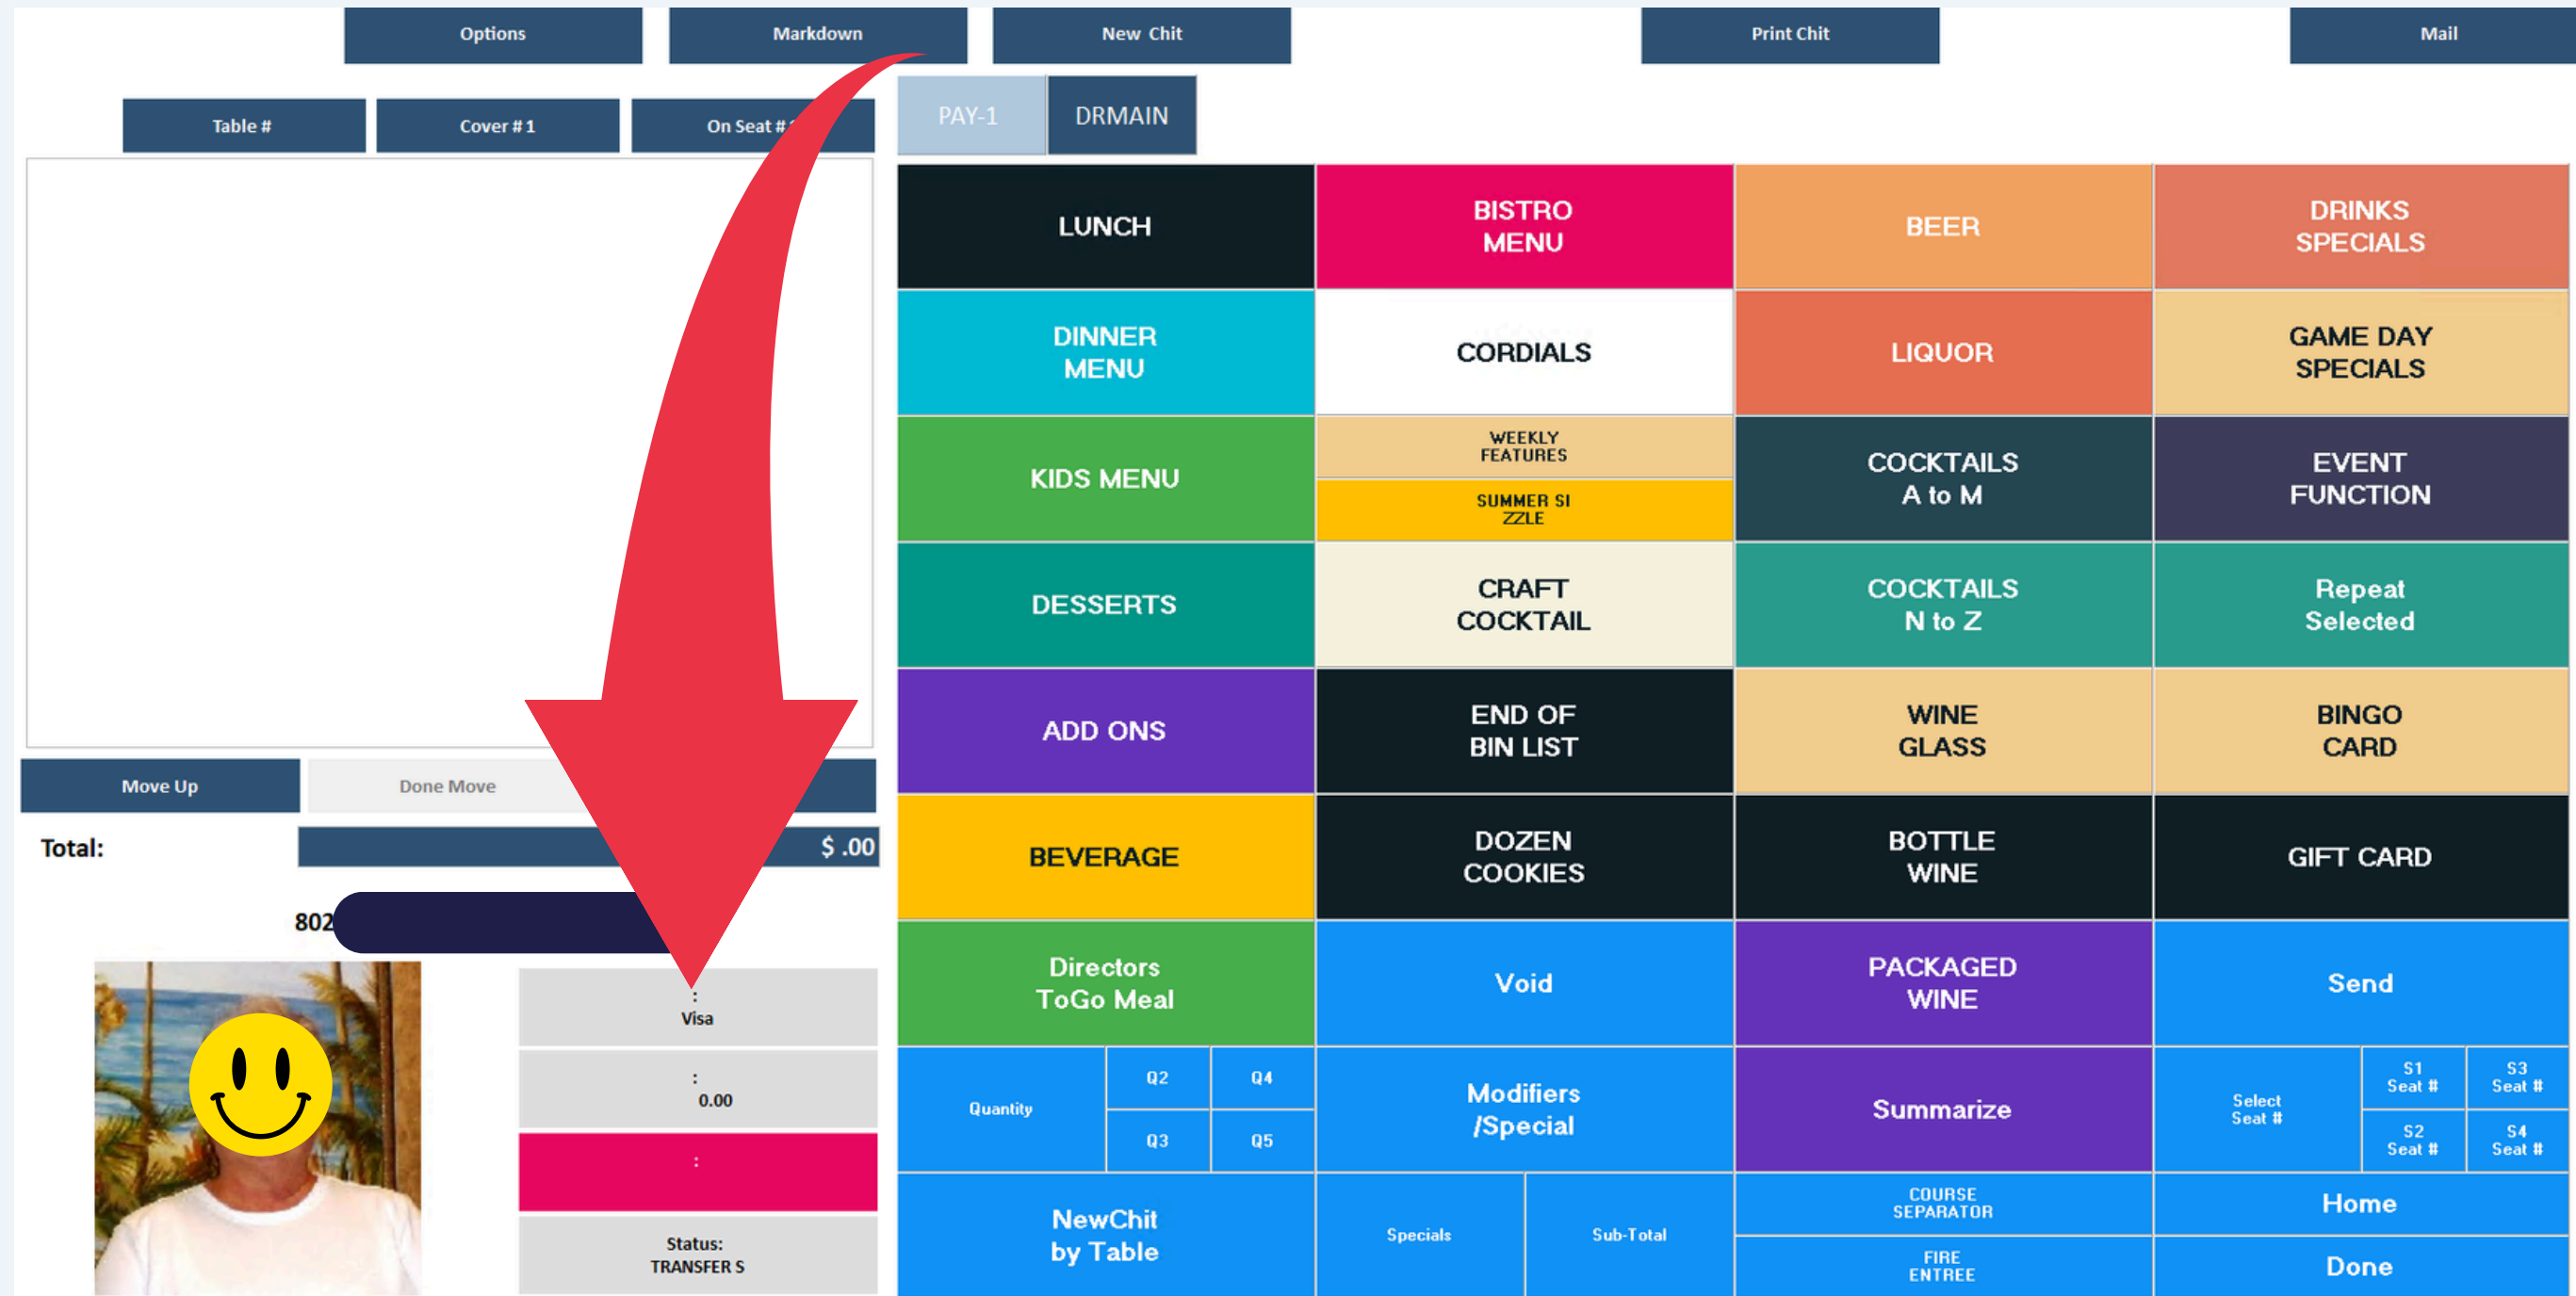 Options
Markdown
New Chit
Print Chit
Mail
Table #
Cover # 1
On Seat #
PAY-1
DRMAIN
LUNCH
BISTRO
MENU
BEER
DRINKS
SPECIALS
DINNER
MENU
CORDIALS
LIQUOR
GAME DAY
SPECIALS
KIDS MENU
WEEKLY
FEATURES
SUMMER SI
ZZLE
COCKTAILS
A to M
EVENT
FUNCTION
DESSERTS
CRAFT
COCKTAIL
COCKTAILS
N to Z
Repeat
Selected
ADD ONS
END OF
BIN LIST
WINE
GLASS
BINGO
CARD
Move Up
Done Move
Total:
$ .00
BEVERAGE
DOZEN
COOKIES
BOTTLE
WINE
GIFT CARD
802
Directors
ToGo Meal
Void
PACKAGED
WINE
Send
:
Visa
:
0.00
:
Status:
TRANSFER S
Quantity
Q2
Q4
Q3
Q5
Modifiers
/Special
Summarize
Select
Seat #
S1
Seat #
S3
Seat #
S2
Seat #
S4
Seat #
NewChit
by Table
Specials
Sub-Total
COURSE
SEPARATOR
FIRE
ENTREE
Home
Done